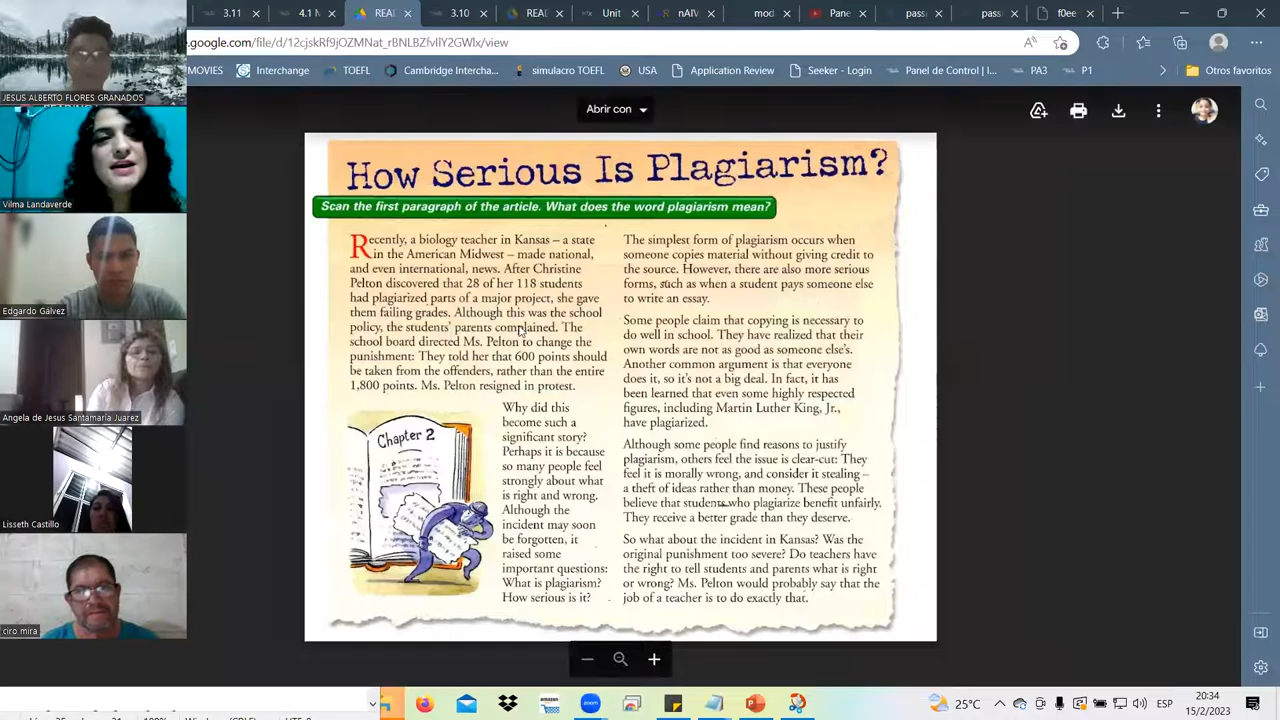 3.11
4.1
REAL
3.10
REAL
Unit
nAIV
mod
Pane
pass
pass
f0ee
google.com/file/d/12cjskRf9jOZMNat_rBNLBZfvIlY2GWlx/view
MOVIES
Interchange
TOEFL
Cambridge Intercha...
simulacro TOEFL
USA
Application Review
Seeker - Login
Panel de Control | I...
PA3
P1
Otros favoritos
JESUS ALBERTO FLORES GRANADOS
Vilma Landaverde
Edgardo Gálvez
Angela de Jesus Santamaria Juarez
Lisseth Castillo
ciro mira
Abrir con
How Serious Is Plagiarism?
Scan the first paragraph of the article. What does the word plagiarism mean?
Recently, a biology teacher in Kansas – a state
in the American Midwest – made national,
and even international, news. After Christine
Pelton discovered that 28 of her 118 students
had plagiarized parts of a major project, she gave
them failing grades. Although this was the school
policy, the students' parents complained. The
school board directed Ms. Pelton to change the
punishment: They told her that 600 points should
be taken from the offenders, rather than the entire
1,800 points. Ms. Pelton resigned in protest.
Chapter 2
Why did this
become such a
significant story?
Perhaps it is because
so many people feel
strongly about what
is right and wrong.
Although the
incident may soon
be forgotten, it
raised some
important questions:
What is plagiarism?
How serious is it?
The simplest form of plagiarism occurs when
someone copies material without giving credit to
the source. However, there are also more serious
forms, such as when a student pays someone else
to write an essay.
Some people claim that copying is necessary to
do well in school. They have realized that their
own words are not as good as someone else's.
Another common argument is that everyone
does it, so it's not a big deal. In fact, it has
been learned that even some highly respected
figures, including Martin Luther King, Jr.,
have plagiarized.
Although some people find reasons to justify
plagiarism, others feel the issue is clear-cut: They
feel it is morally wrong, and consider it stealing –
a theft of ideas rather than money. These people
believe that students who plagiarize benefit unfairly.
They receive a better grade than they deserve.
So what about the incident in Kansas? Was the
original punishment too severe? Do teachers have
the right to tell students and parents what is right
or wrong? Ms. Pelton would probably say that the
job of a teacher is to do exactly that.
25°C
ESP
20:34
15/2/2023